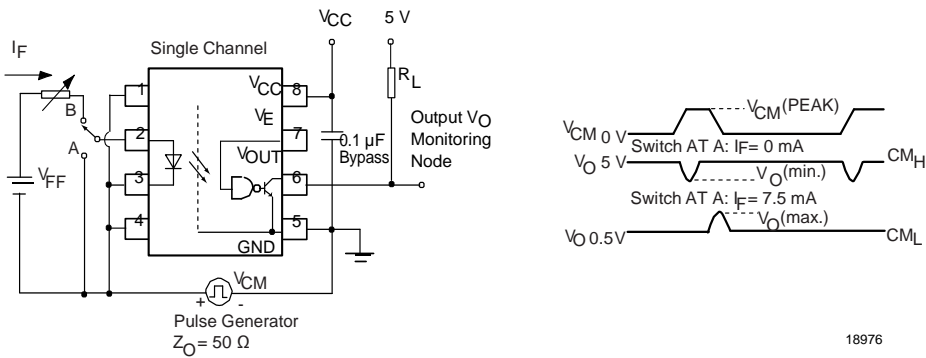 V_CC 5 V
Single Channel
I_F
R_L
1 V_CC 8
B V_E
2 7
A 0.1 µF Bypass
V_OUT
V_FF 3 6
Output V_O
Monitoring
Node
4 5
GND
V_CM
+ -
Pulse Generator
Z_O = 50 Ω
V_CM (PEAK)
V_CM 0 V
Switch AT A: I_F= 0 mA
V_O 5 V CM_H
V_O(min.)
Switch AT A: I_F = 7.5 mA
V_O(max.)
V_O 0.5 V CM_L
18976